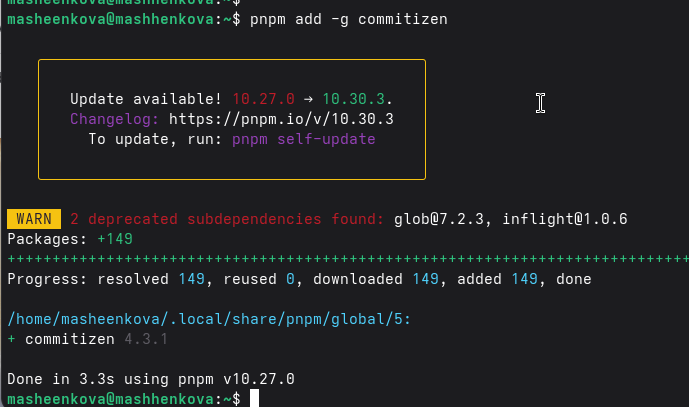 masheenkova@mashhenkova:~$
masheenkova@mashhenkova:~$ pnpm add -g commitizen
Update available! 10.27.0 → 10.30.3.
Changelog: https://pnpm.io/v/10.30.3
To update, run: pnpm self-update
WARN 2 deprecated subdependencies found: glob@7.2.3, inflight@1.0.6
Packages: +149
++++++++++++++++++++++++++++++++++++++++++++++++++++++++++++++++++++++++++++
Progress: resolved 149, reused 0, downloaded 149, added 149, done
/home/masheenkova/.local/share/pnpm/global/5:
+ commitizen 4.3.1
Done in 3.3s using pnpm v10.27.0
masheenkova@mashhenkova:~$